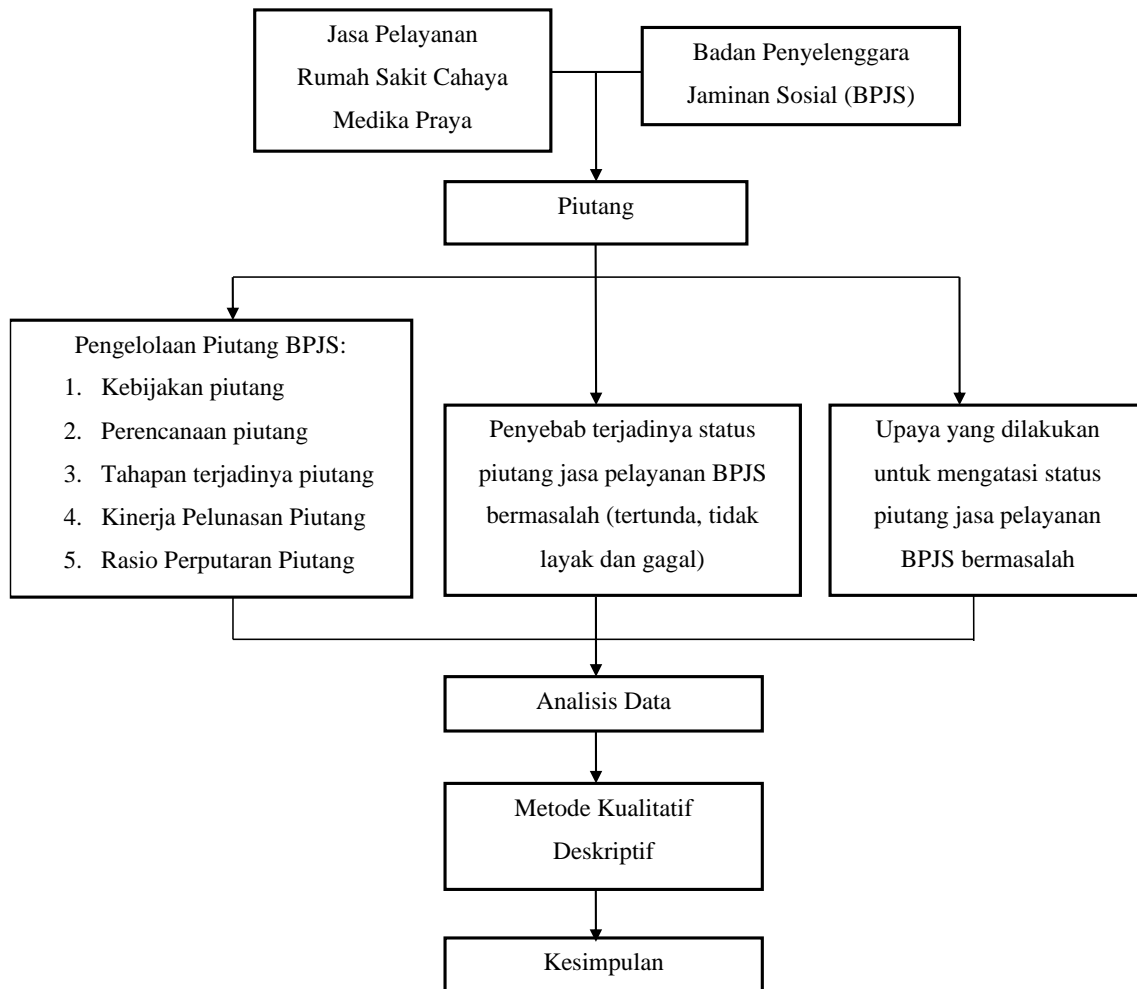 Jasa Pelayanan
Rumah Sakit Cahaya
Medika Praya
Badan Penyelenggara
Jaminan Sosial (BPJS)
Piutang
Pengelolaan Piutang BPJS:
1. Kebijakan piutang
2. Perencanaan piutang
3. Tahapan terjadinya piutang
4. Kinerja Pelunasan Piutang
5. Rasio Perputaran Piutang
Penyebab terjadinya status
piutang jasa pelayanan BPJS
bermasalah (tertunda, tidak
layak dan gagal)
Upaya yang dilakukan
untuk mengatasi status
piutang jasa pelayanan
BPJS bermasalah
Analisis Data
Metode Kualitatif
Deskriptif
Kesimpulan